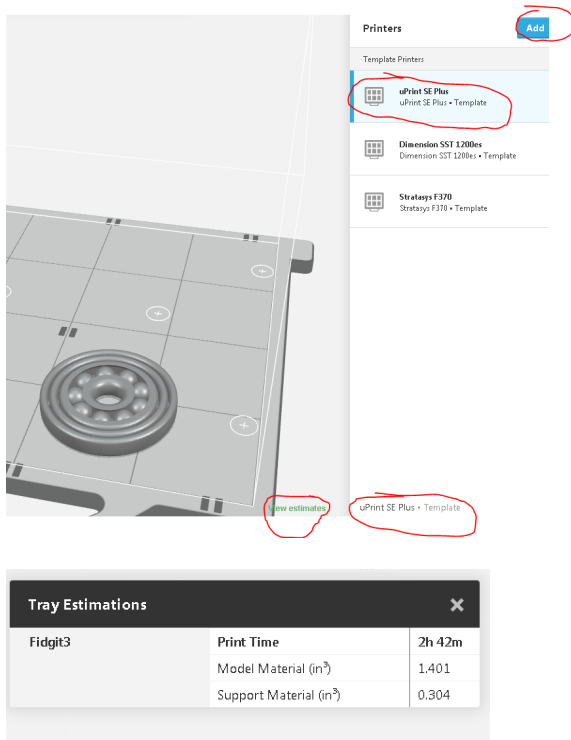 Printers
Add
Template Printers
uPrint SE Plus
uPrint SE Plus • Template
Dimension SST 1200es
Dimension SST 1200es • Template
Stratasys F370
Stratasys F370 • Template
View estimates
uPrint SE Plus • Template
Tray Estimations
Fidgit3
Print Time
2h 42m
Model Material (in³)
1.401
Support Material (in³)
0.304